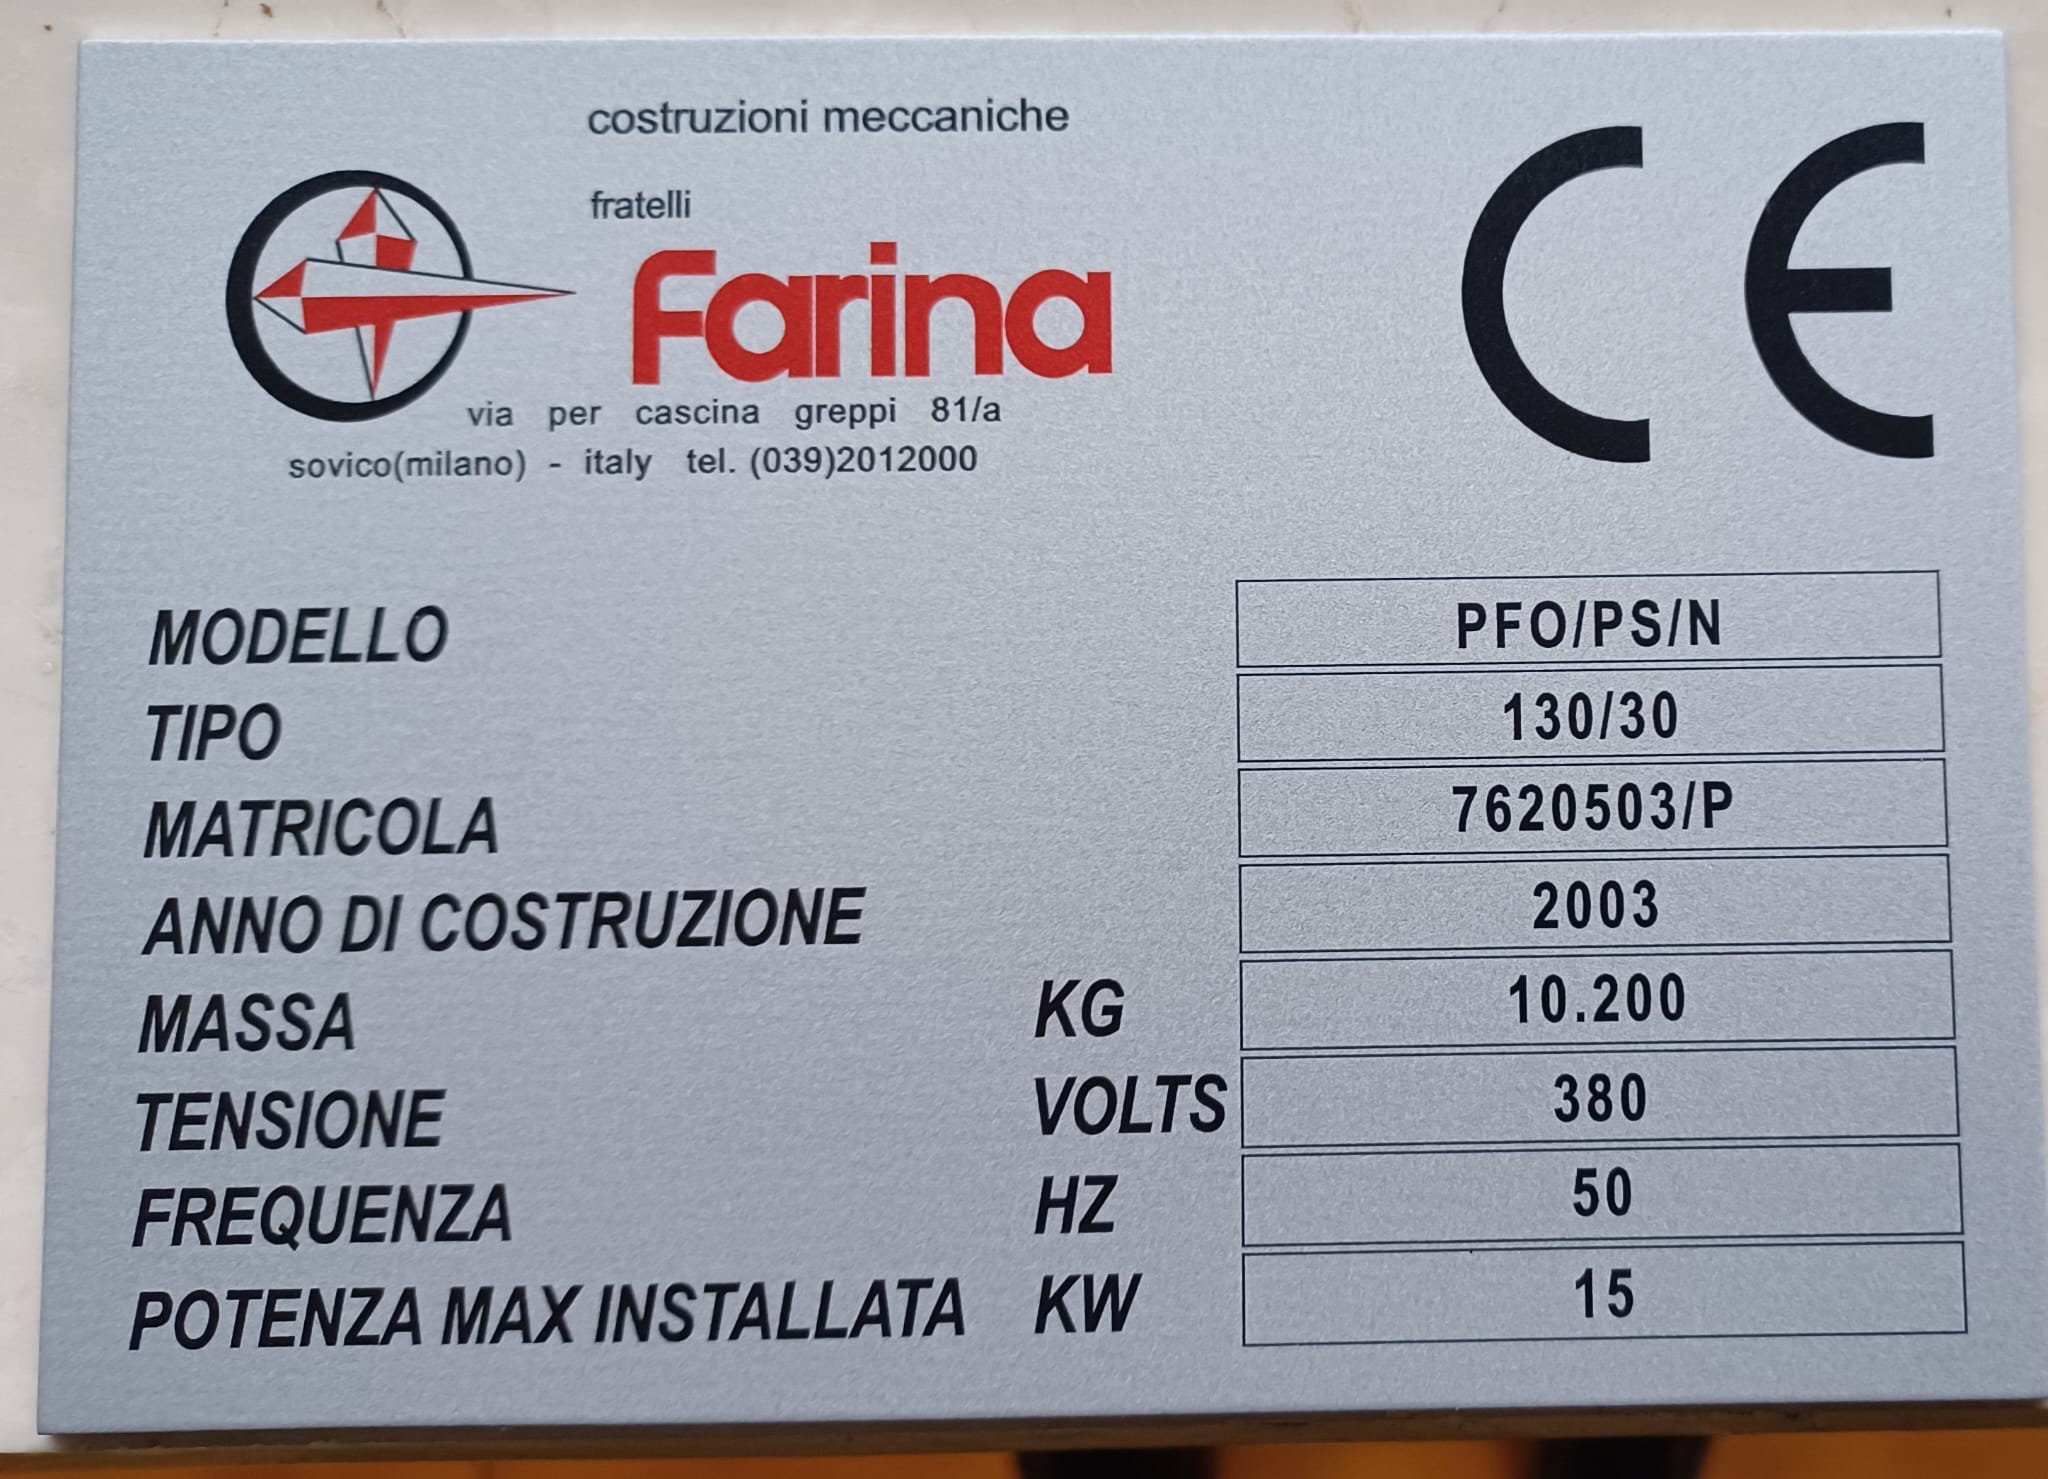 costruzioni meccaniche
fratelli
Farina
via per cascina greppi 81/a
sovico(milano) - italy tel. (039)2012000
CE
MODELLO PFO/PS/N
TIPO 130/30
MATRICOLA 7620503/P
ANNO DI COSTRUZIONE 2003
MASSA KG 10.200
TENSIONE VOLTS 380
FREQUENZA HZ 50
POTENZA MAX INSTALLATA KW 15